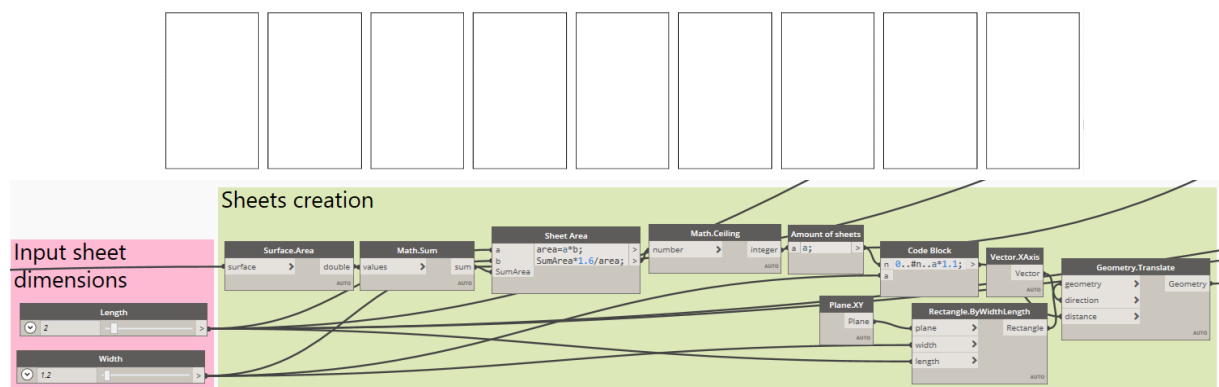 Sheets creation
Input sheet
dimensions
Length
2
>
Width
1.2
>
Surface.Area
surface > double
AUTO
Math.Sum
values > sum
AUTO
Sheet Area
a area=a*b; >
b SumArea*1.6/area; >
SumArea
AUTO
Math.Ceiling
number > integer
AUTO
Amount of sheets
a a; >
AUTO
Code Block
n 0..#n..a*1.1; >
a
AUTO
Vector.XAxis
Vector
AUTO
Plane.XY
Plane
AUTO
Rectangle.ByWidthLength
plane > Rectangle
width >
length >
AUTO
Geometry.Translate
geometry > Geometry
direction >
distance >
AUTO